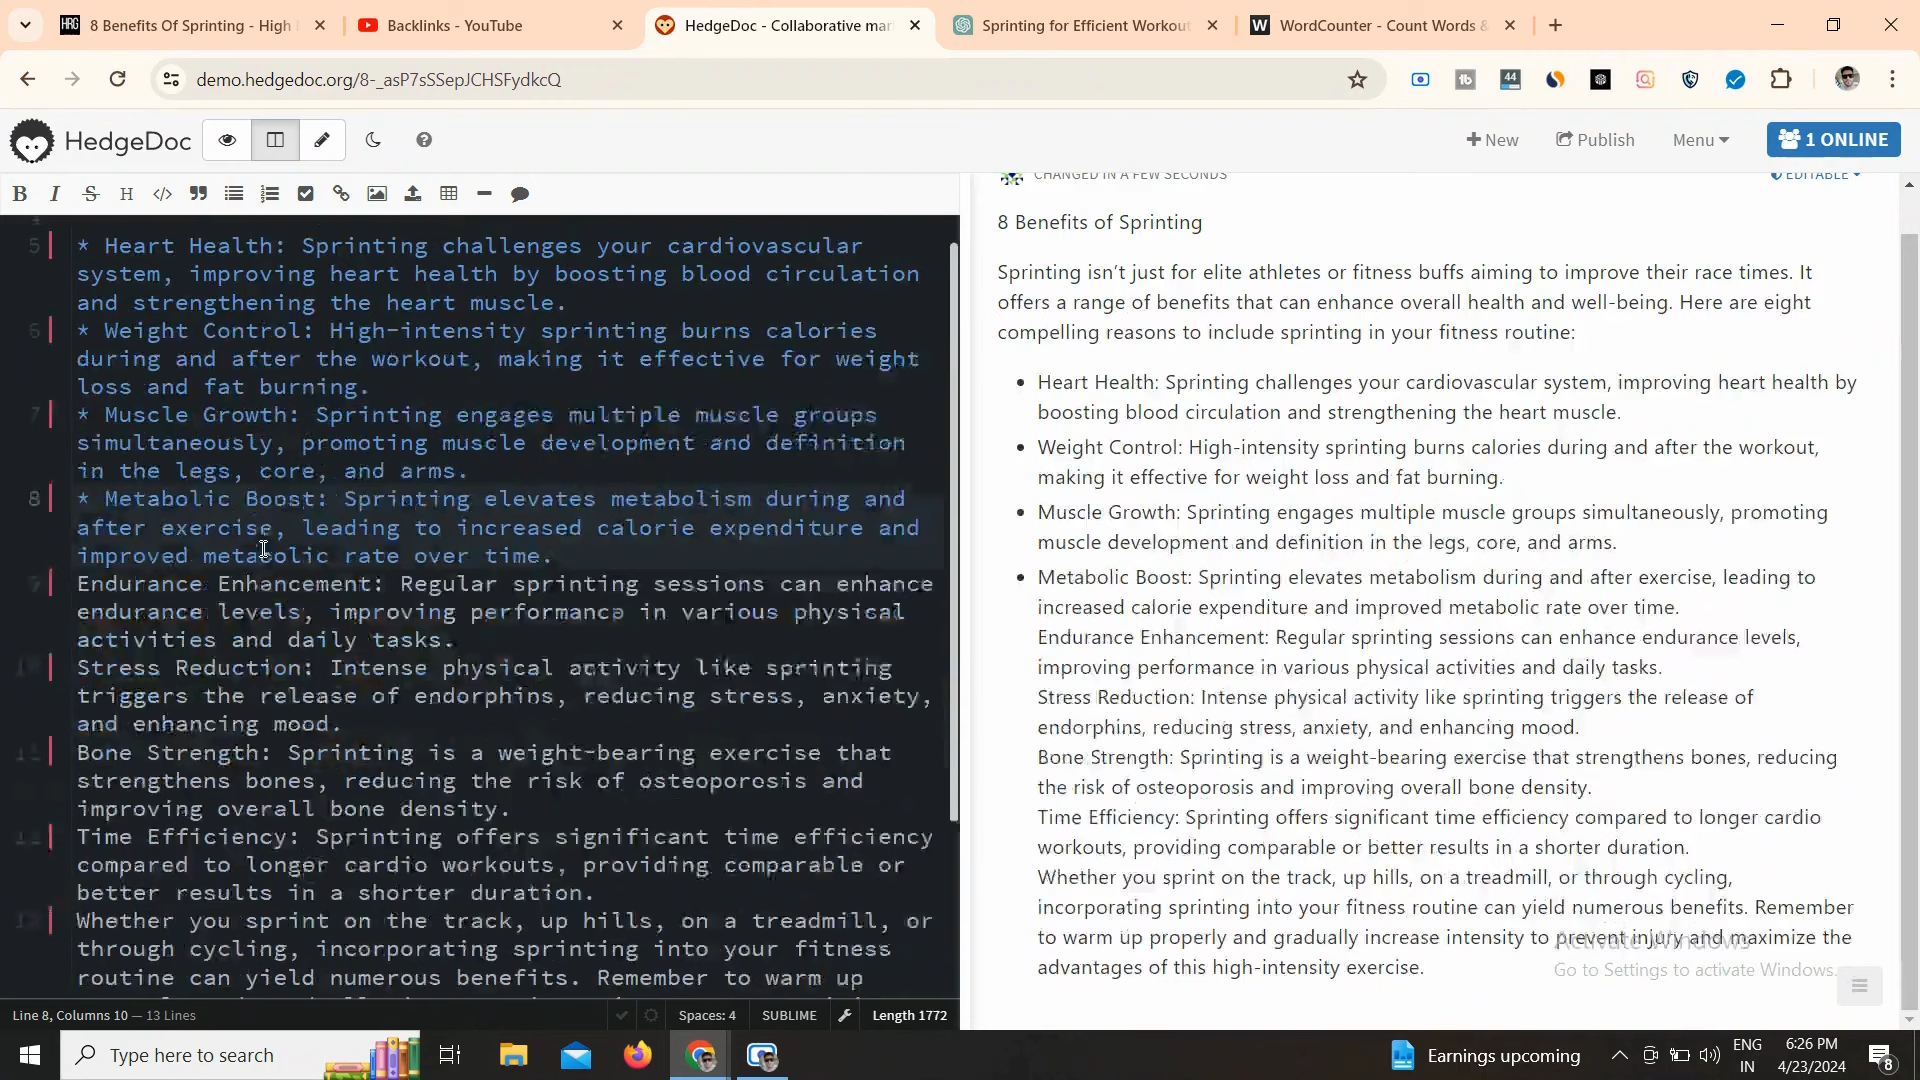 8 Benefits Of Sprinting - High
Backlinks - YouTube
HedgeDoc - Collaborative mar
Sprinting for Efficient Workout
WordCounter - Count Words &
demo.hedgedoc.org/8-_asP7sSSepJCHSFydkcQ
44
HedgeDoc
New
Publish
Menu
1 ONLINE
CHANGED IN A FEW SECONDS
EDITABLE
5 * Heart Health: Sprinting challenges your cardiovascular
system, improving heart health by boosting blood circulation
and strengthening the heart muscle.
6 * Weight Control: High-intensity sprinting burns calories
during and after the workout, making it effective for weight
loss and fat burning.
7 * Muscle Growth: Sprinting engages multiple muscle groups
simultaneously, promoting muscle development and definition
in the legs, core, and arms.
8 * Metabolic Boost: Sprinting elevates metabolism during and
after exercise, leading to increased calorie expenditure and
improved metabolic rate over time.
9 Endurance Enhancement: Regular sprinting sessions can enhance
endurance levels, improving performance in various physical
activities and daily tasks.
10 Stress Reduction: Intense physical activity like sprinting
triggers the release of endorphins, reducing stress, anxiety,
and enhancing mood.
11 Bone Strength: Sprinting is a weight-bearing exercise that
strengthens bones, reducing the risk of osteoporosis and
improving overall bone density.
12 Time Efficiency: Sprinting offers significant time efficiency
compared to longer cardio workouts, providing comparable or
better results in a shorter duration.
13 Whether you sprint on the track, up hills, on a treadmill, or
through cycling, incorporating sprinting into your fitness
routine can yield numerous benefits. Remember to warm up
8 Benefits of Sprinting
Sprinting isn't just for elite athletes or fitness buffs aiming to improve their race times. It
offers a range of benefits that can enhance overall health and well-being. Here are eight
compelling reasons to include sprinting in your fitness routine:
• Heart Health: Sprinting challenges your cardiovascular system, improving heart health by
boosting blood circulation and strengthening the heart muscle.
• Weight Control: High-intensity sprinting burns calories during and after the workout,
making it effective for weight loss and fat burning.
• Muscle Growth: Sprinting engages multiple muscle groups simultaneously, promoting
muscle development and definition in the legs, core, and arms.
• Metabolic Boost: Sprinting elevates metabolism during and after exercise, leading to
increased calorie expenditure and improved metabolic rate over time.
Endurance Enhancement: Regular sprinting sessions can enhance endurance levels,
improving performance in various physical activities and daily tasks.
Stress Reduction: Intense physical activity like sprinting triggers the release of
endorphins, reducing stress, anxiety, and enhancing mood.
Bone Strength: Sprinting is a weight-bearing exercise that strengthens bones, reducing
the risk of osteoporosis and improving overall bone density.
Time Efficiency: Sprinting offers significant time efficiency compared to longer cardio
workouts, providing comparable or better results in a shorter duration.
Whether you sprint on the track, up hills, on a treadmill, or through cycling,
incorporating sprinting into your fitness routine can yield numerous benefits. Remember
to warm up properly and gradually increase intensity to prevent injury and maximize the
advantages of this high-intensity exercise.
Activate Windows
Go to Settings to activate Windows.
Line 8, Columns 10 — 13 Lines
Spaces: 4
SUBLIME
Length 1772
Type here to search
Earnings upcoming
ENG
IN
6:26 PM
4/23/2024
8